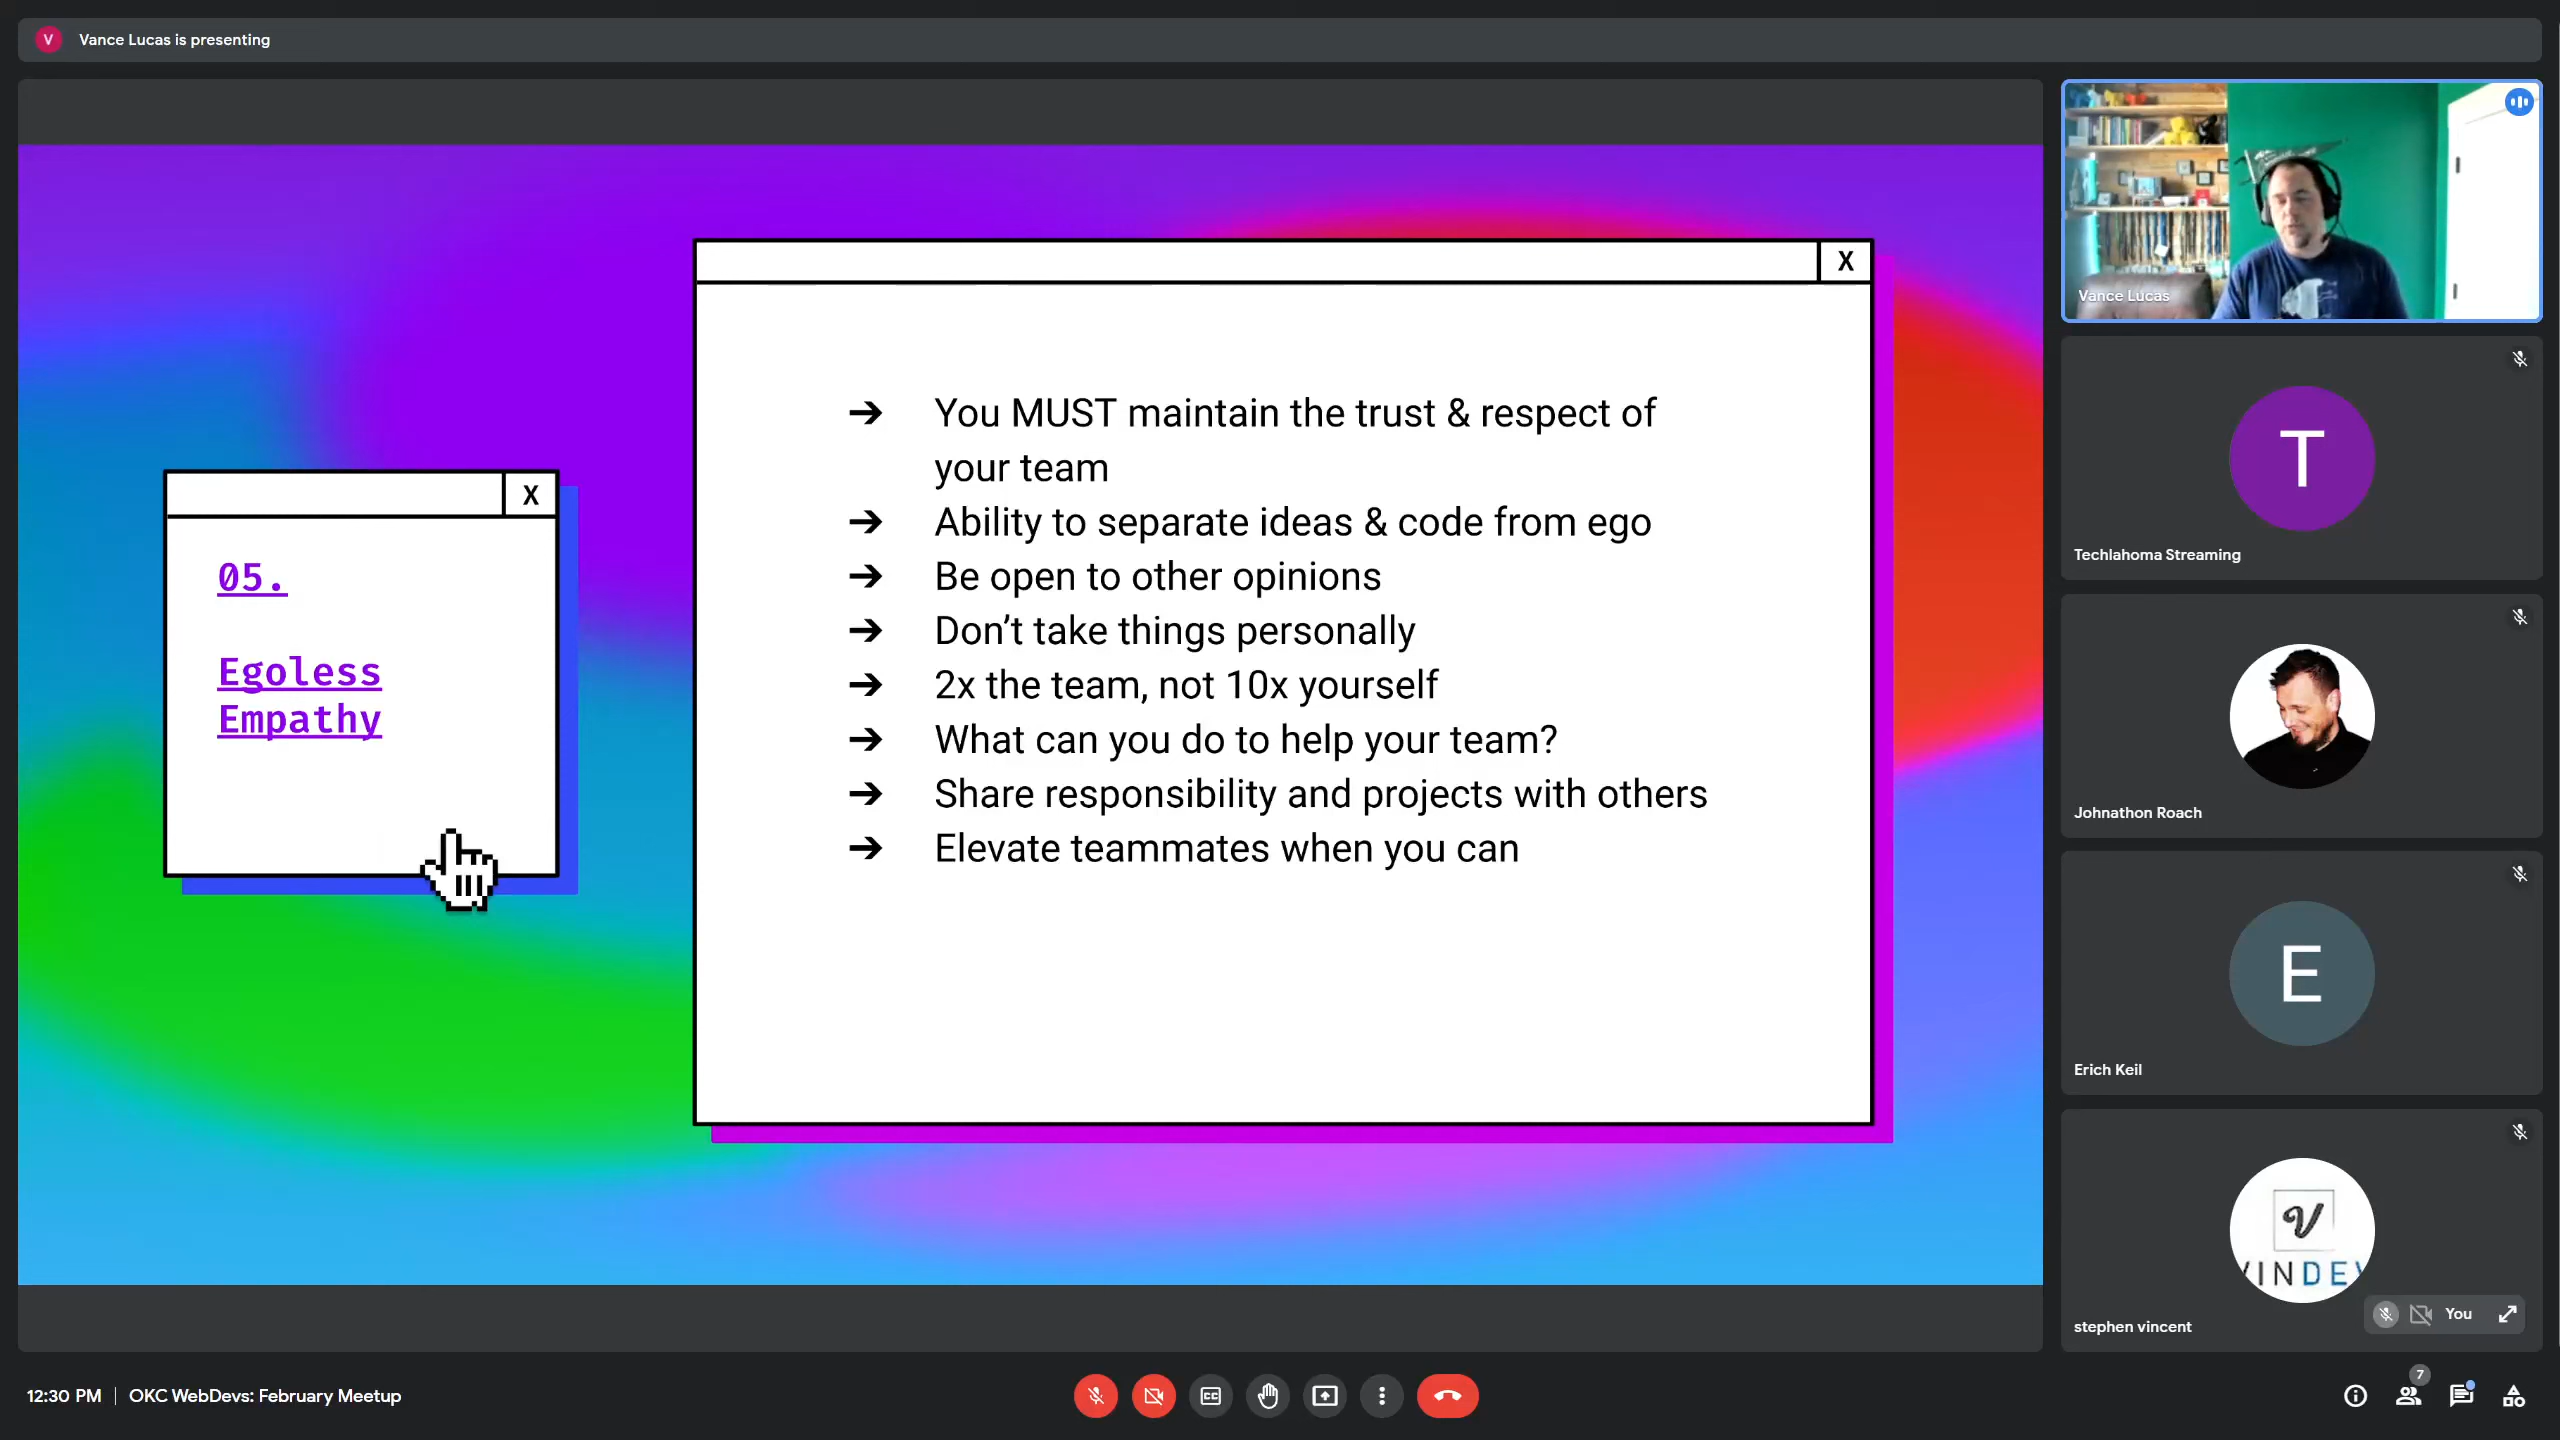 V
Vance Lucas is presenting
X
05.
Egoless
Empathy
X
➔ You MUST maintain the trust & respect of
your team
➔ Ability to separate ideas & code from ego
➔ Be open to other opinions
➔ Don’t take things personally
➔ 2x the team, not 10x yourself
➔ What can you do to help your team?
➔ Share responsibility and projects with others
➔ Elevate teammates when you can
Vance Lucas
T
Techlahoma Streaming
Johnathon Roach
E
Erich Keil
V
VINDEV
stephen vincent
You
12:30 PM | OKC WebDevs: February Meetup
CC
7